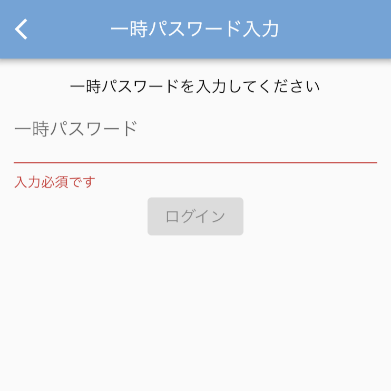 一時パスワード入力
一時パスワードを入力してください
一時パスワード
入力必須です
ログイン